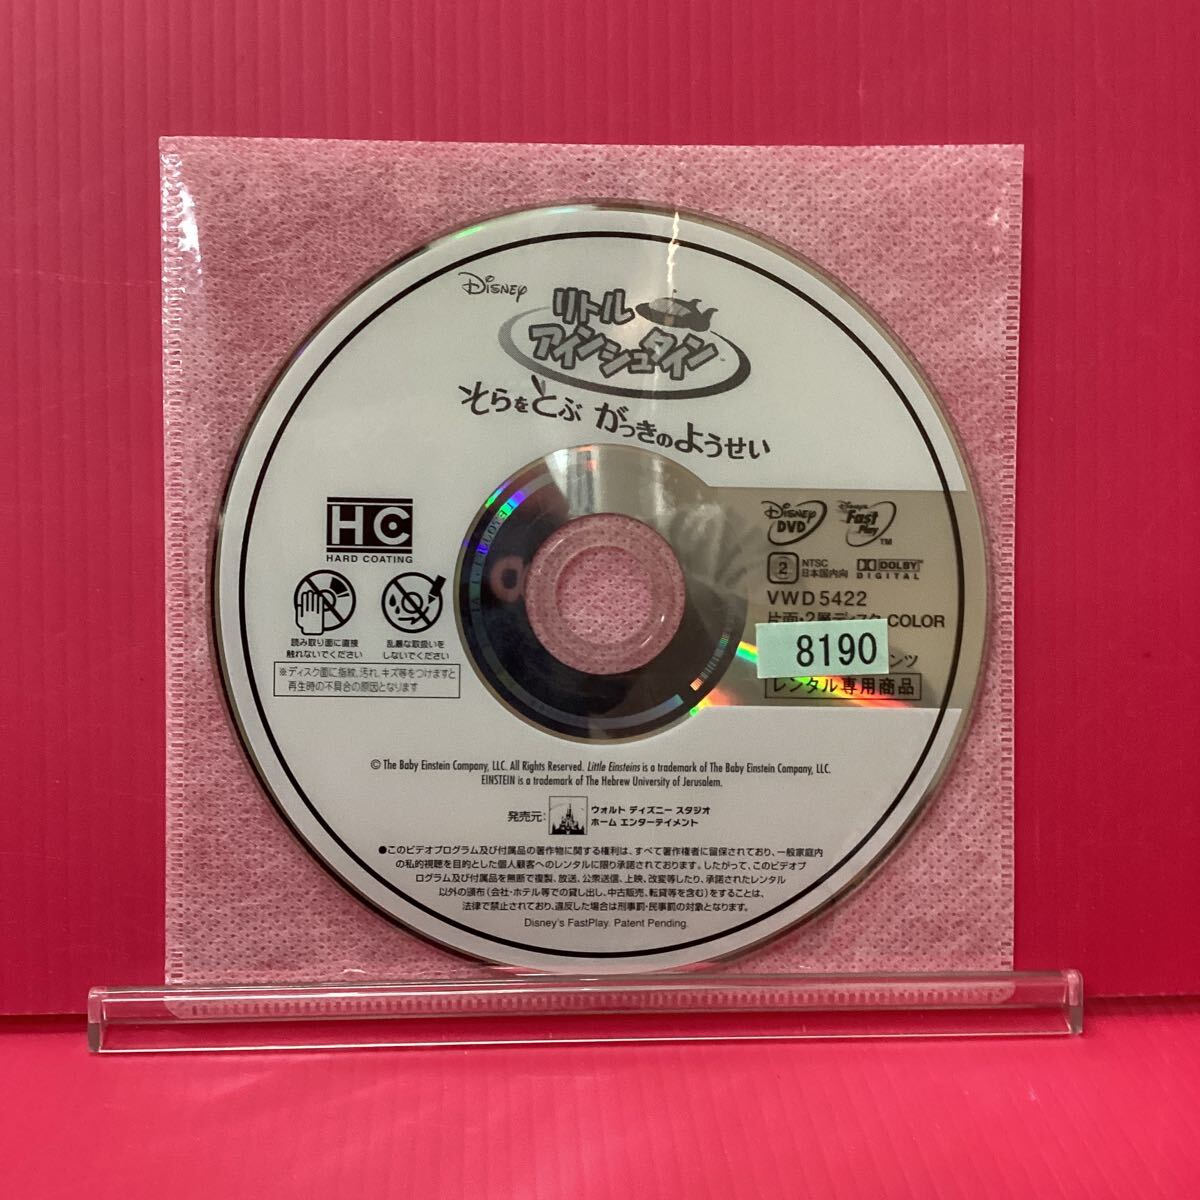 Disney
リトル
アインシュタイン
そらをとぶ がっきのようせい
HC
HARD COATING
読み取り面に直接
触れないでください
乱暴な取扱いを
しないでください
※ディスク面に指紋、汚れ、キズ等をつけますと
再生時の不具合の原因となります
Disney
DVD
Disney's
Fast
Play
TM
2
NTSC
日本国内向
DOLBY
DIGITAL
VWD5422
片面・2層ディスク COLOR
8190
ンツ
レンタル専用商品
© The Baby Einstein Company, LLC. All Rights Reserved. Little Einsteins is a trademark of The Baby Einstein Company, LLC.
EINSTEIN is a trademark of The Hebrew University of Jerusalem.
発売元:
ウォルト ディズニー スタジオ
ホーム エンターテイメント
●このビデオプログラム及び付属品の著作物に関する権利は、すべて著作権者に留保されており、一般家庭内
の私的視聴を目的とした個人顧客へのレンタルに限り承諾されております。したがって、このビデオプ
ログラム及び付属品を無断で複製、放送、公衆送信、上映、改変等したり、承諾されたレンタル
以外の頒布(会社・ホテル等での貸し出し、中古販売、転貸等を含む)をすることは、
法律で禁止されており、違反した場合は刑事罰・民事罰の対象となります。
Disney's FastPlay. Patent Pending.